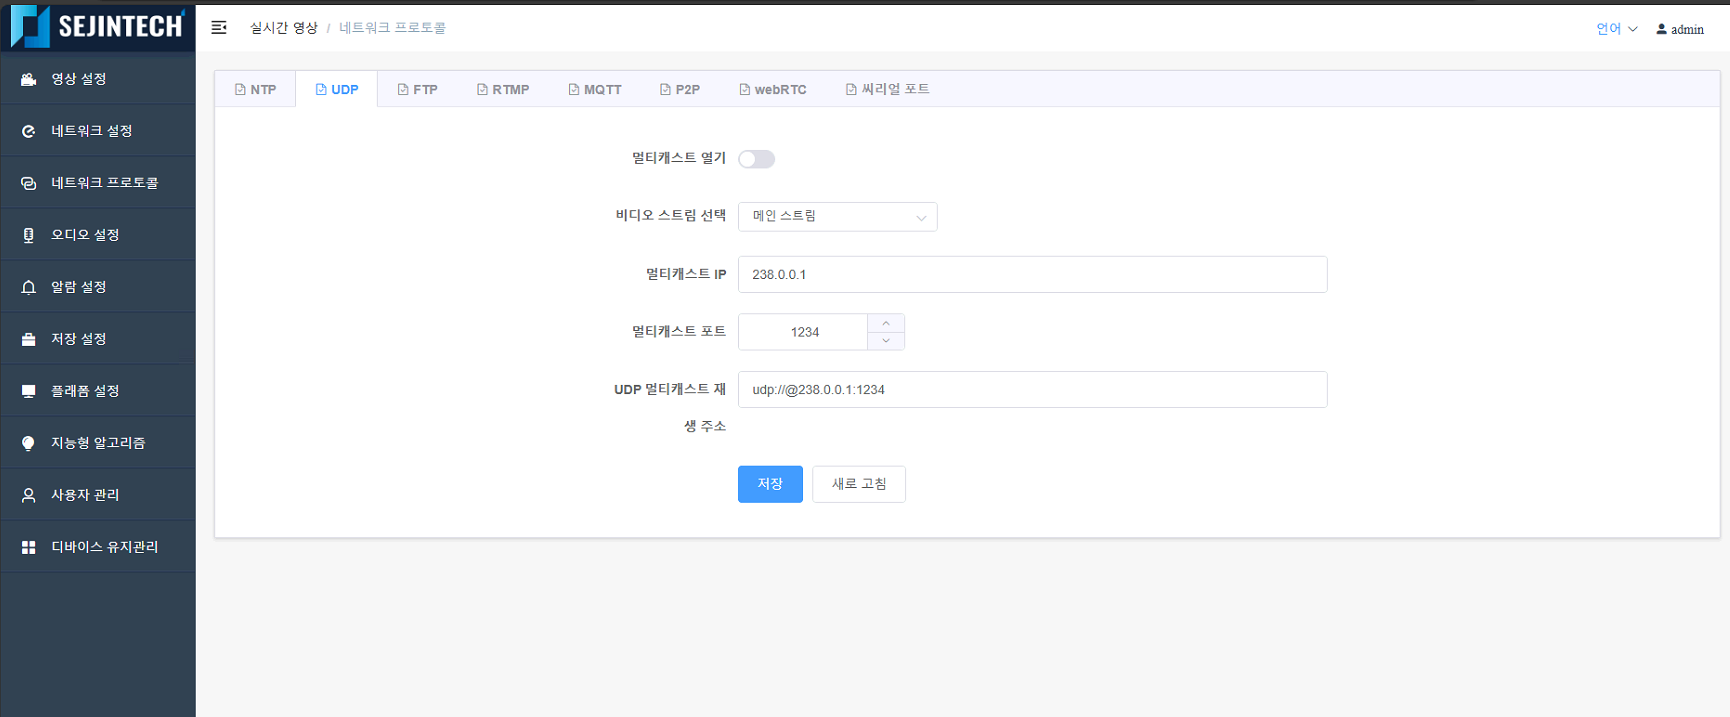 SEJINTECH
실시간 영상 / 네트워크 프로토콜
언어
admin
영상 설정
네트워크 설정
네트워크 프로토콜
오디오 설정
알람 설정
저장 설정
플래폼 설정
지능형 알고리즘
사용자 관리
디바이스 유지관리
NTP UDP FTP RTMP MQTT P2P webRTC 씨리얼 포트
멀티캐스트 열기
비디오 스트림 선택 메인 스트림
멀티캐스트 IP 238.0.0.1
멀티캐스트 포트 1234
UDP 멀티캐스트 재 udp://@238.0.0.1:1234
생 주소
저장 새로 고침